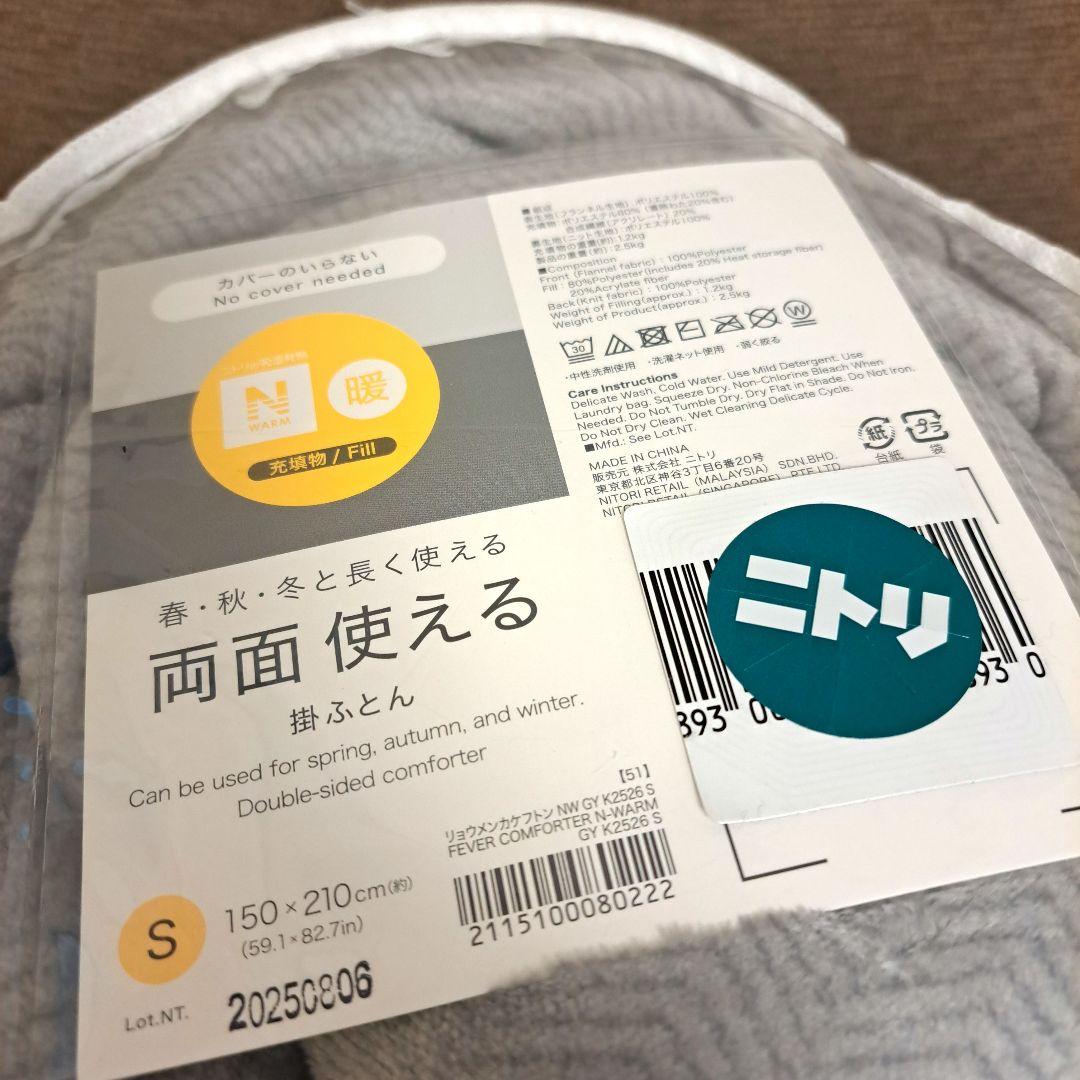 カバーのいらない
No cover needed
N
WARM
暖
充填物/Fill
春・秋・冬と長く使える
両面 使える
掛ふとん
Can be used for spring, autumn, and winter.
Double-sided comforter
S
150×210cm(約)
(59.1×82.7in)
Lot.NT.
20250806
【51】
リョウメンカケフトン NW GY K2526 S
FEVER COMFORTER N-WARM
GY K2526 S
2115100080222
■組成
表生地(フランネル生地) ポリエステル100%
充填物 ポリエステル80% (蓄熱わた20%含む)
合成繊維(アクリレート) 20%
裏生地(ニット生地):ポリエステル100%
充填物の重量(約):1.2kg
製品の重量(約):2.5kg
■Composition
Front (Flannel fabric) : 100%Polyester
Fill : 80%Polyester(Includes 20% Heat storage fiber)
20%Acrylate fiber
Back(Knit fabric) : 100%Polyester
Weight of Filling(approx.) : 1.2kg
Weight of Product(approx.) : 2.5kg
30
W
・中性洗剤使用 ・洗濯ネット使用 ・弱く絞る
Care Instructions
Delicate Wash, Cold Water. Use Mild Detergent. Use
Laundry bag. Squeeze Dry. Non-Chlorine Bleach When
Needed. Do Not Tumble Dry. Dry Flat in Shade. Do Not Iron.
Do Not Dry Clean. Wet Cleaning Delicate Cycle.
■Mfd.: See Lot.NT.
MADE IN CHINA
販売元 株式会社 ニトリ
東京都北区神谷3丁目6番20号
NITORI RETAIL (MALAYSIA) SDN.BHD.
NITORI RETAIL (SINGAPORE) PTE.LTD.
紙
台紙
プラ
袋
ニトリ